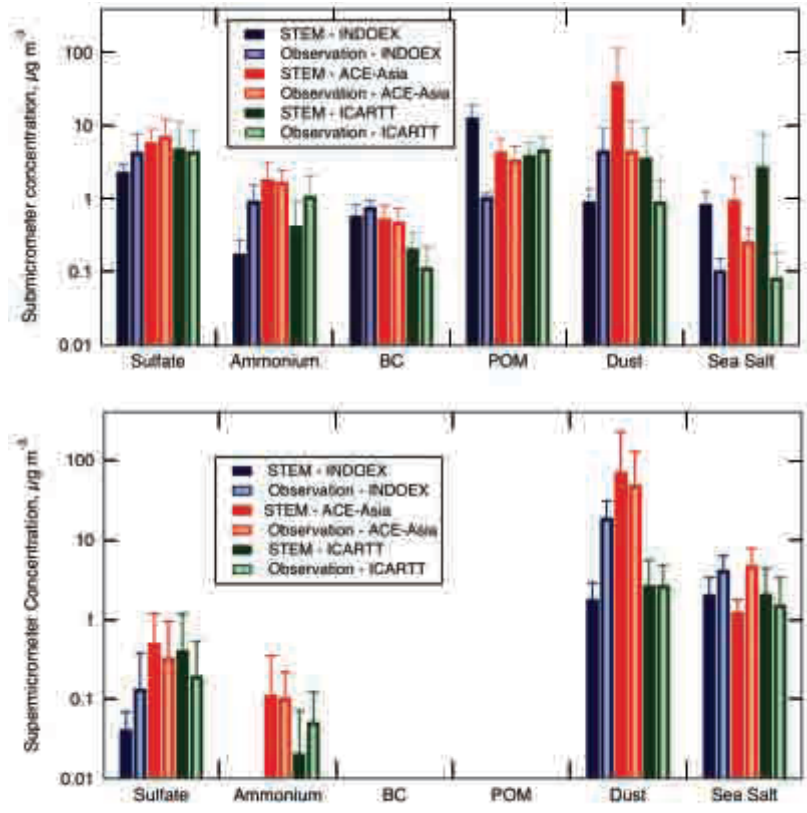 Submicrometer concentration, µg m⁻³
100
10
1
0.1
0.01
STEM - INDOEX
Observation - INDOEX
STEM - ACE-Asia
Observation - ACE-Asia
STEM - ICARTT
Observation - ICARTT
Sulfate Ammonium BC POM Dust Sea Salt
Supermicrometer Concentration, µg m⁻³
100
10
1
0.1
0.01
STEM - INDOEX
Observation - INDOEX
STEM - ACE-Asia
Observation - ACE-Asia
STEM - ICARTT
Observation - ICARTT
Sulfate Ammonium BC POM Dust Sea Salt